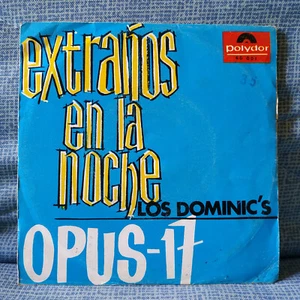 extraños
en la
noche
polydor
LOS DOMINIC'S
OPUS-17